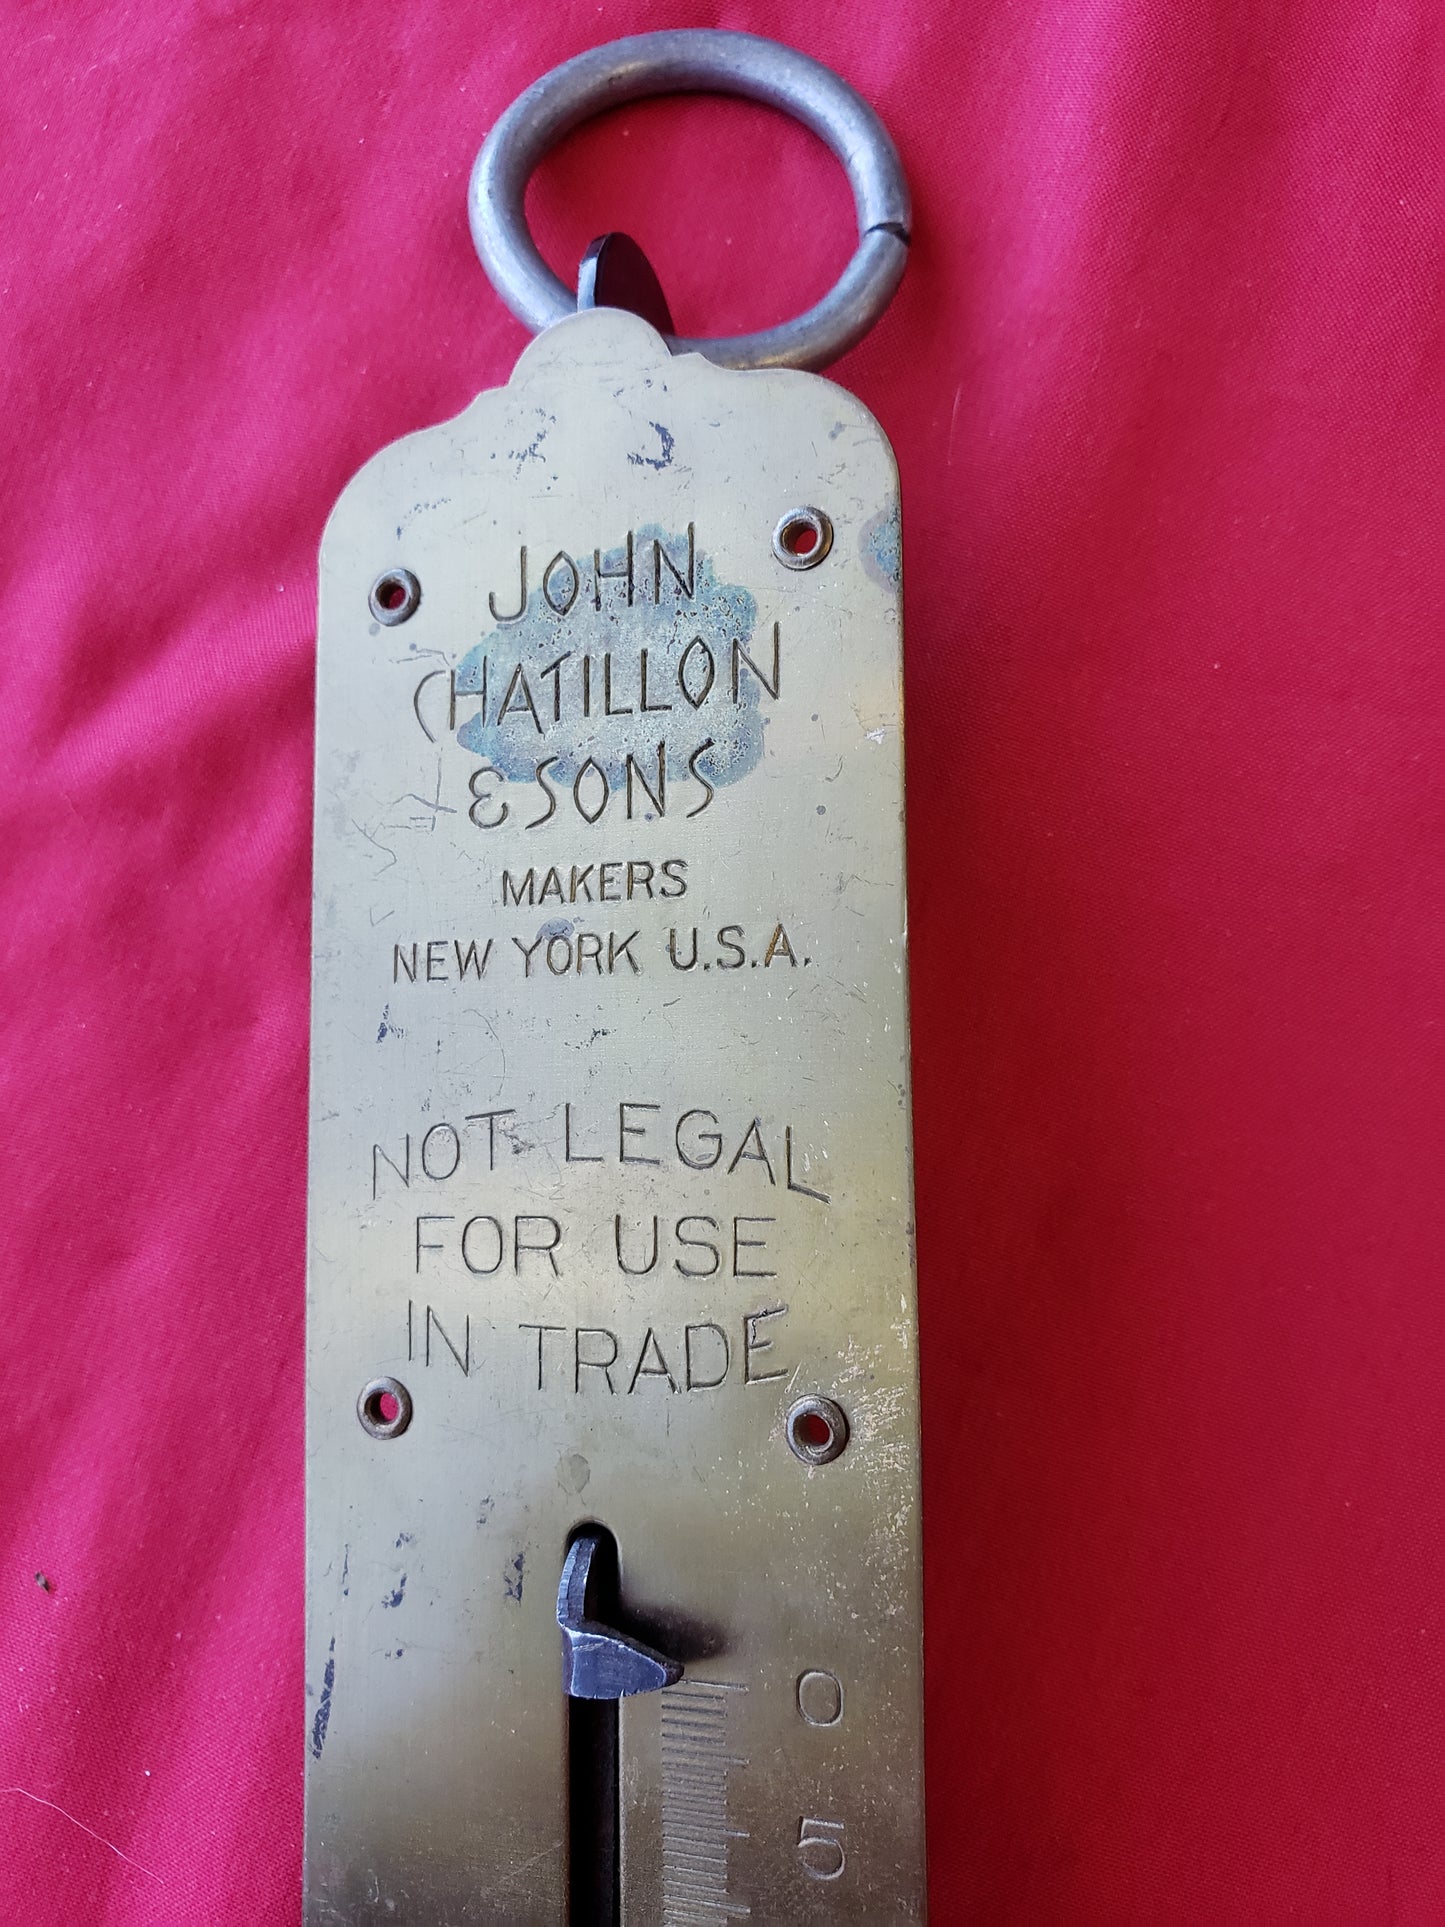 JOHN
CHATILLON
& SONS
MAKERS
NEW YORK U.S.A.
NOT LEGAL
FOR USE
IN TRADE
0
5